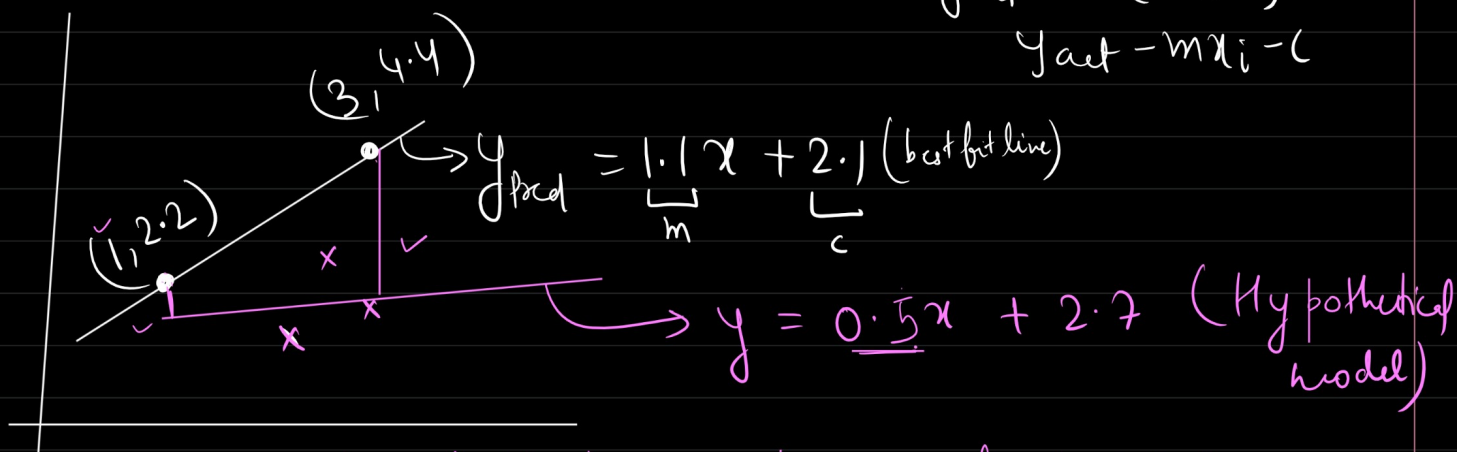 yact - mxi - c
(3, 4.4)
ypred = 1.1x + 2.1 (best fit line)
m
c
(1, 2.2)
y = 0.5x + 2.7 (Hypothetical
model)